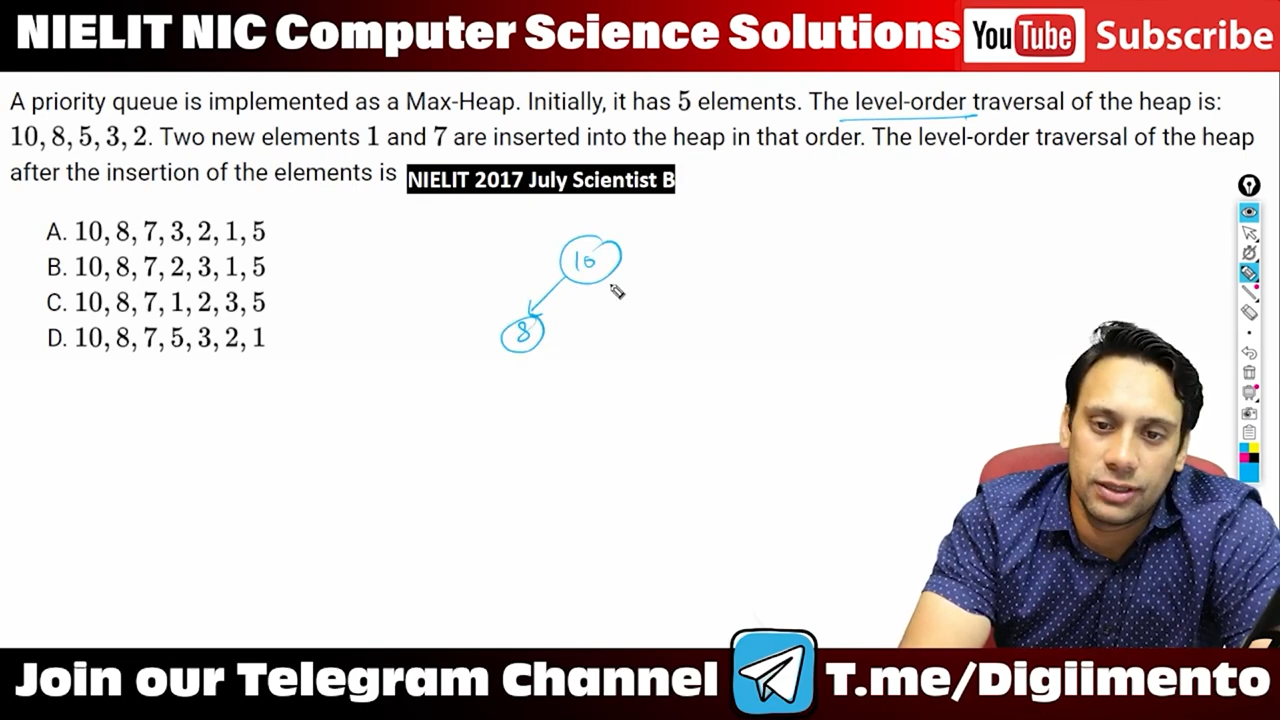 NIELIT NIC Computer Science Solutions YouTube Subscribe
A priority queue is implemented as a Max-Heap. Initially, it has 5 elements. The level-order traversal of the heap is:
10, 8, 5, 3, 2. Two new elements 1 and 7 are inserted into the heap in that order. The level-order traversal of the heap
after the insertion of the elements is NIELIT 2017 July Scientist B
A. 10, 8, 7, 3, 2, 1, 5
B. 10, 8, 7, 2, 3, 1, 5
C. 10, 8, 7, 1, 2, 3, 5
D. 10, 8, 7, 5, 3, 2, 1
10
8
Join our Telegram Channel T.me/Digiimento